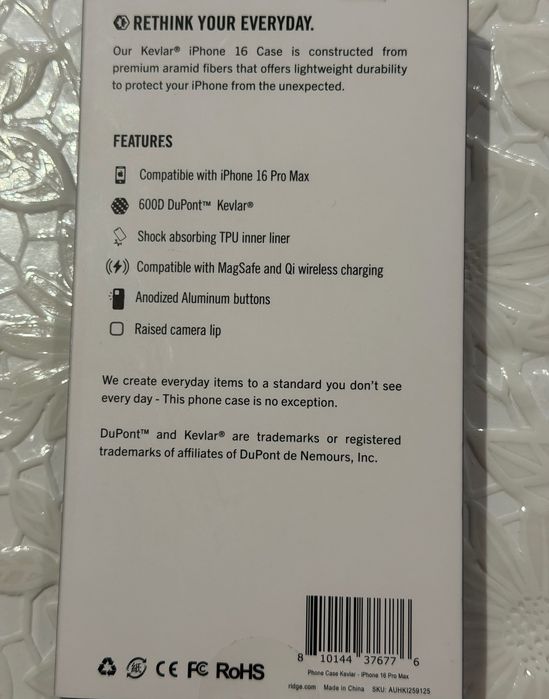 RETHINK YOUR EVERYDAY.
Our Kevlar® iPhone 16 Case is constructed from
premium aramid fibers that offers lightweight durability
to protect your iPhone from the unexpected.
FEATURES
Compatible with iPhone 16 Pro Max
600D DuPont™ Kevlar®
Shock absorbing TPU inner liner
Compatible with MagSafe and Qi wireless charging
Anodized Aluminum buttons
Raised camera lip
We create everyday items to a standard you don't see
every day - This phone case is no exception.
DuPont™ and Kevlar® are trademarks or registered
trademarks of affiliates of DuPont de Nemours, Inc.
8 10144 37677 6
紙 CE FC RoHS
Phone Case Kevlar - iPhone 16 Pro Max
ridge.com Made in China SKU: AUHKI259125